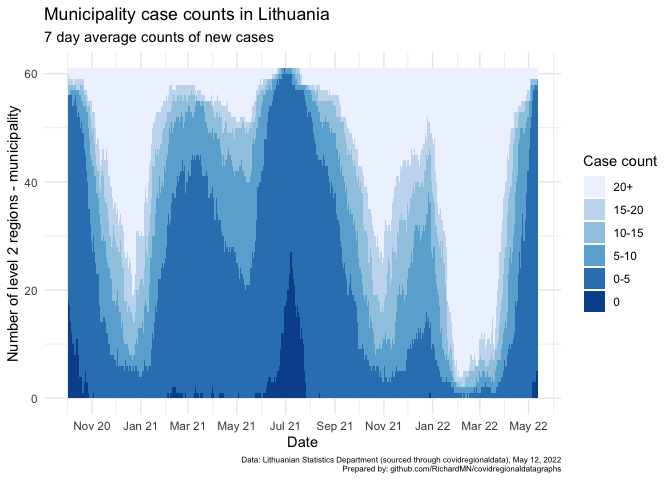 Municipality case counts in Lithuania
7 day average counts of new cases
Number of level 2 regions - municipality
60
40
20
0
Nov 20 Jan 21 Mar 21 May 21 Jul 21 Sep 21 Nov 21 Jan 22 Mar 22 May 22
Date
Case count
20+
15-20
10-15
5-10
0-5
0
Data: Lithuanian Statistics Department (sourced through covidregionaldata), May 12, 2022
Prepared by: github.com/RichardMN/covidregionaldatagraphs